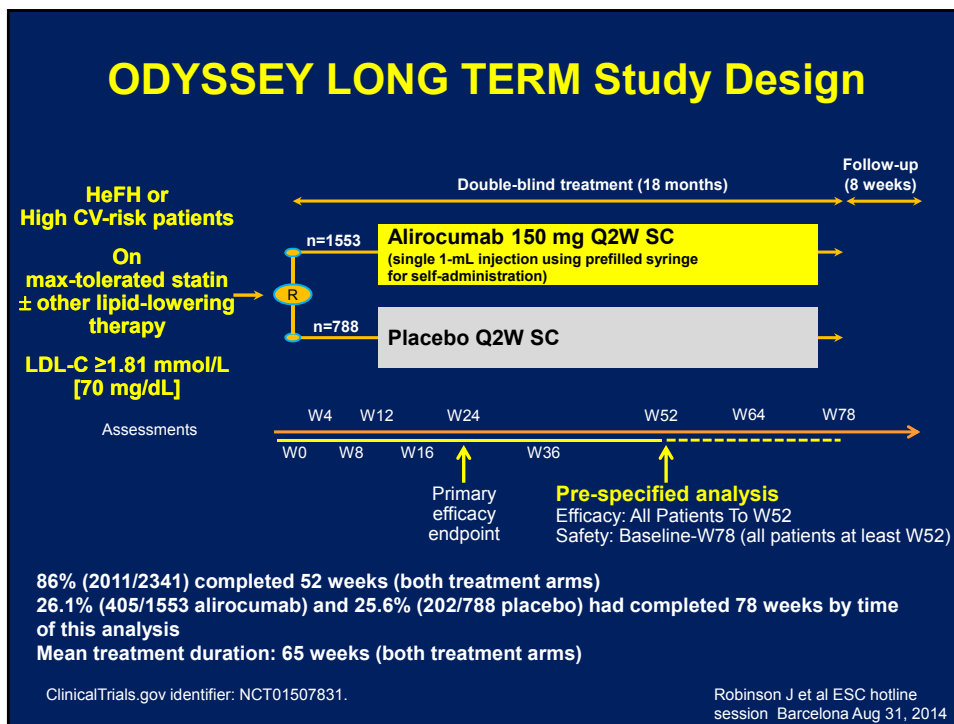 ODYSSEY LONG TERM Study Design
Follow-up
(8 weeks)
Double-blind treatment (18 months)
HeFH or
High CV-risk patients
On
max-tolerated statin
± other lipid-lowering
therapy
LDL-C ≥1.81 mmol/L
[70 mg/dL]
R
n=1553
Alirocumab 150 mg Q2W SC
(single 1-mL injection using prefilled syringe
for self-administration)
n=788
Placebo Q2W SC
Assessments
W4 W12 W24 W52 W64 W78
W0 W8 W16 W36
Primary
efficacy
endpoint
Pre-specified analysis
Efficacy: All Patients To W52
Safety: Baseline-W78 (all patients at least W52)
86% (2011/2341) completed 52 weeks (both treatment arms)
26.1% (405/1553 alirocumab) and 25.6% (202/788 placebo) had completed 78 weeks by time
of this analysis
Mean treatment duration: 65 weeks (both treatment arms)
ClinicalTrials.gov identifier: NCT01507831.
Robinson J et al ESC hotline
session Barcelona Aug 31, 2014